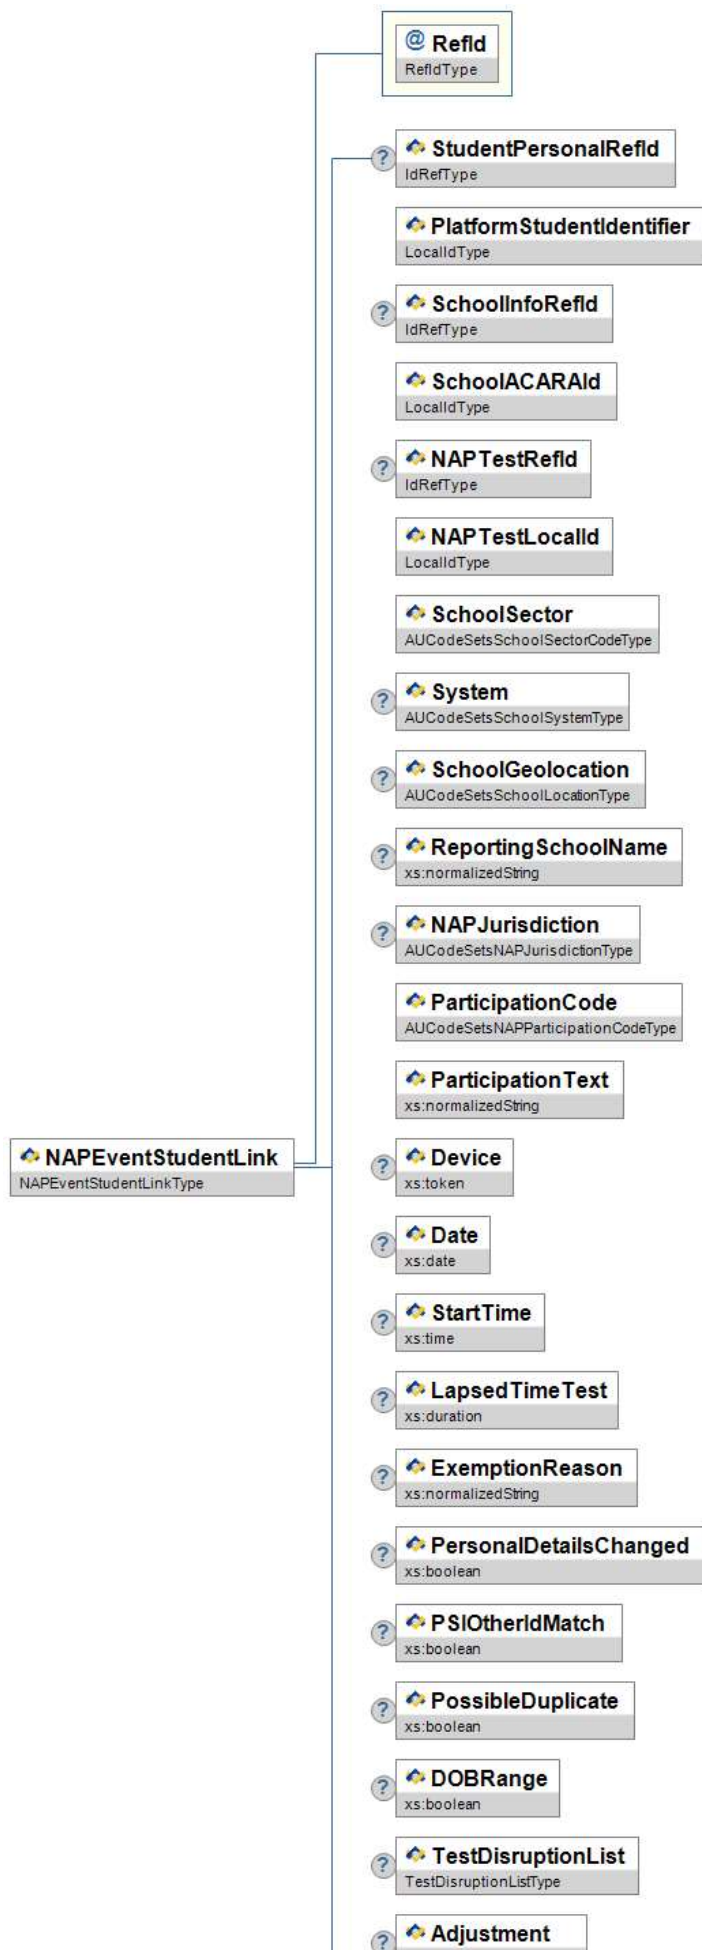 @ RefId
RefIdType
? StudentPersonalRefId
IdRefType
PlatformStudentIdentifier
LocalIdType
? SchoolInfoRefId
IdRefType
SchoolACARAId
LocalIdType
? NAPTestRefId
IdRefType
NAPTestLocalId
LocalIdType
SchoolSector
AUCodeSetsSchoolSectorCodeType
? System
AUCodeSetsSchoolSystemType
? SchoolGeolocation
AUCodeSetsSchoolLocationType
? ReportingSchoolName
xs:normalizedString
? NAPJurisdiction
AUCodeSetsNAPJurisdictionType
ParticipationCode
AUCodeSetsNAPParticipationCodeType
ParticipationText
xs:normalizedString
NAPEventStudentLink
NAPEventStudentLinkType
? Device
xs:token
? Date
xs:date
? StartTime
xs:time
? LapsedTimeTest
xs:duration
? ExemptionReason
xs:normalizedString
? PersonalDetailsChanged
xs:boolean
? PSIOtherIdMatch
xs:boolean
? PossibleDuplicate
xs:boolean
? DOBRange
xs:boolean
? TestDisruptionList
TestDisruptionListType
? Adjustment